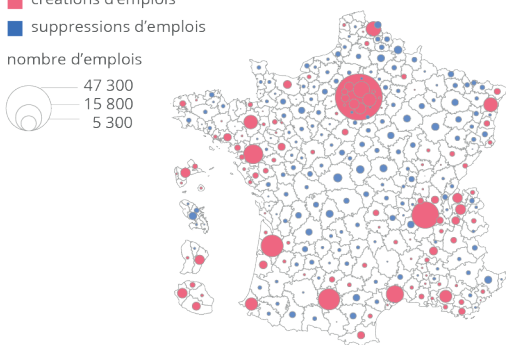 créations d'emplois
suppressions d'emplois
nombre d'emplois
47 300
15 800
5 300